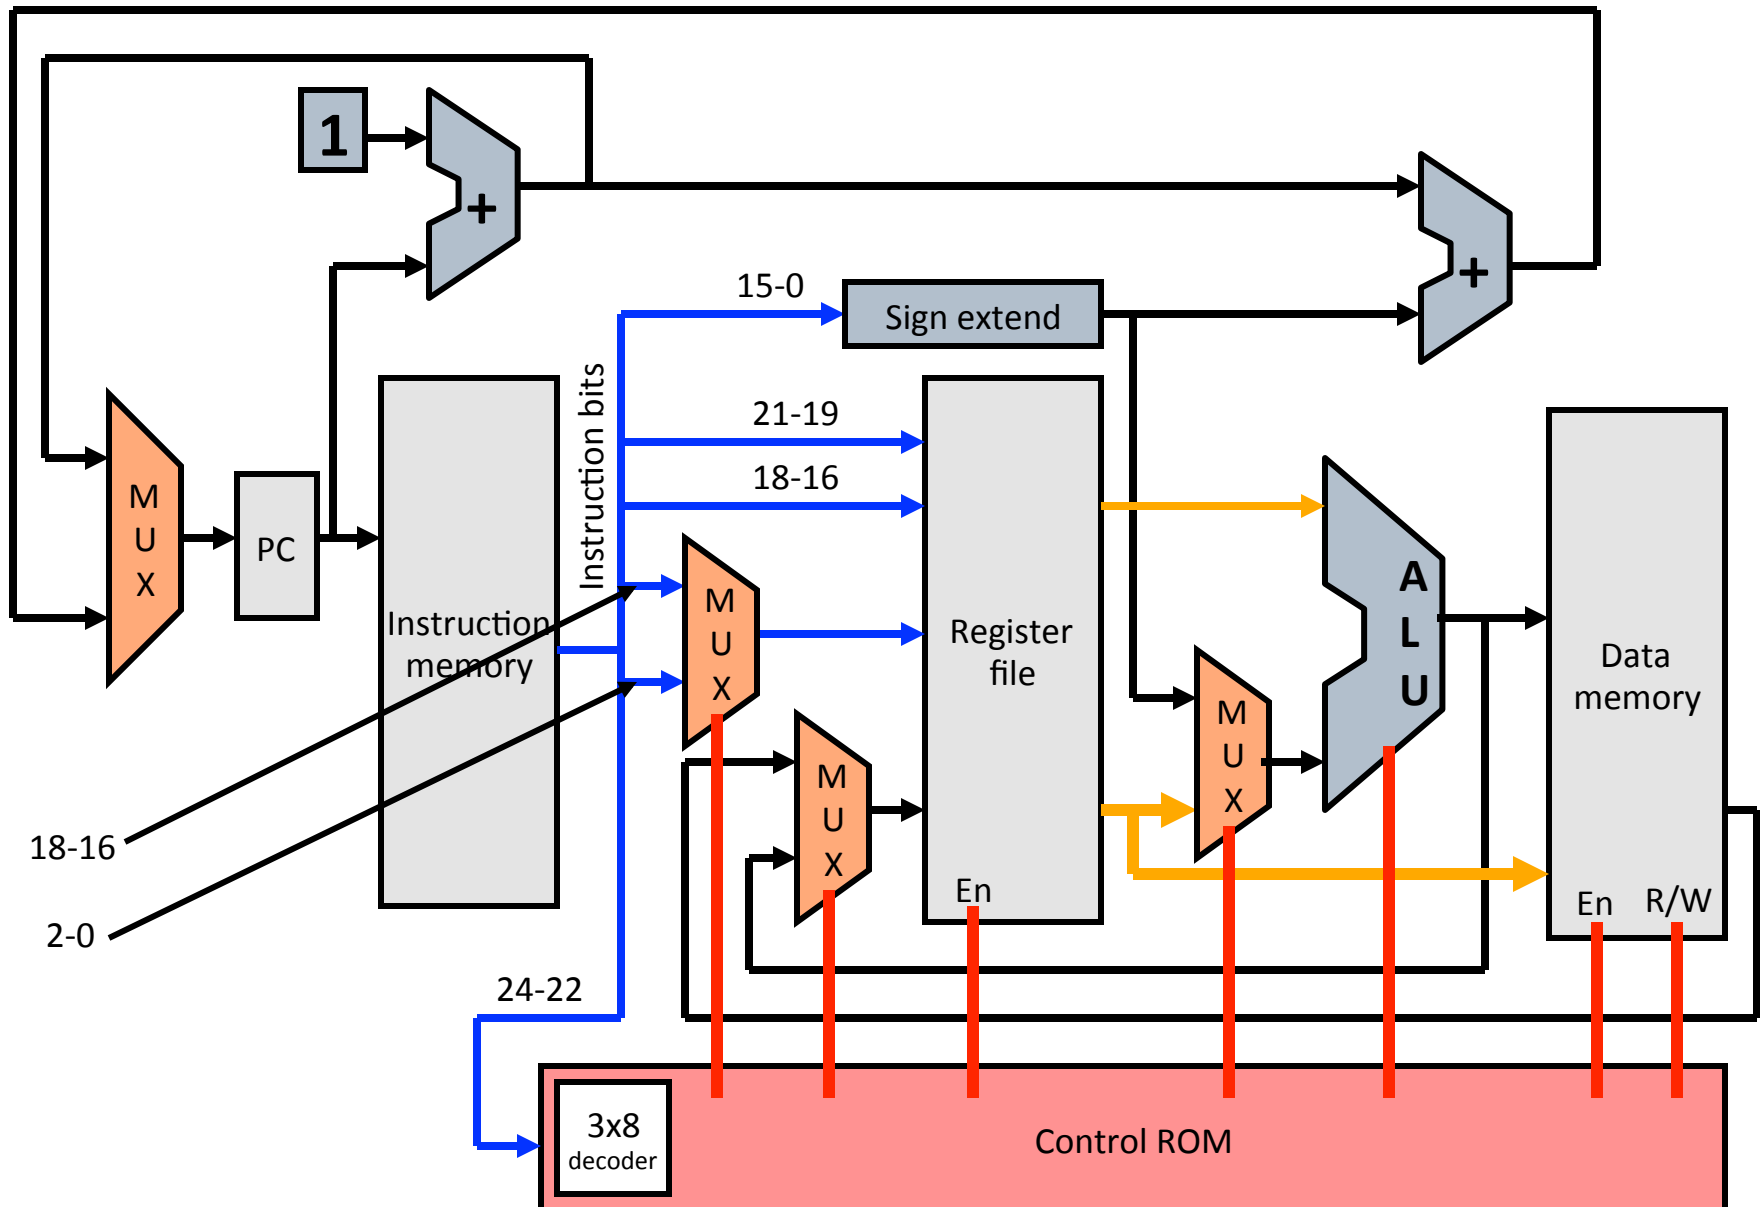 1
+
+
15-0
Sign extend
Instruction bits
21-19
18-16
M
U
X
PC
Instruction
memory
M
U
X
Register
file
A
L
U
Data
memory
M
U
X
M
U
X
18-16
2-0
En
En
R/W
24-22
3x8
decoder
Control ROM